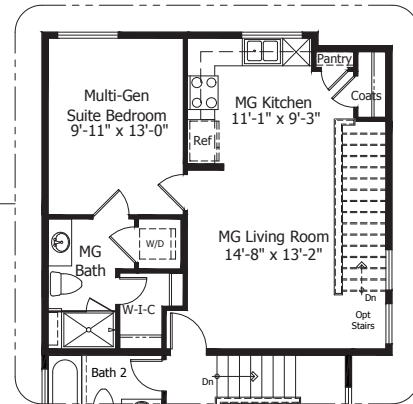 Multi-Gen
Suite Bedroom
9'-11" x 13'-0"
Pantry
Coats
MG Kitchen
11'-1" x 9'-3"
Ref
MG Living Room
14'-8" x 13'-2"
W/D
MG
Bath
W-I-C
Dn
Opt
Stairs
Bath 2
Dn